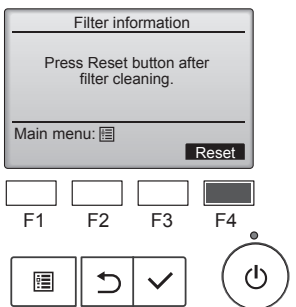 Filter information
Press Reset button after
filter cleaning.
Main menu:
Reset
F1 F2 F3 F4